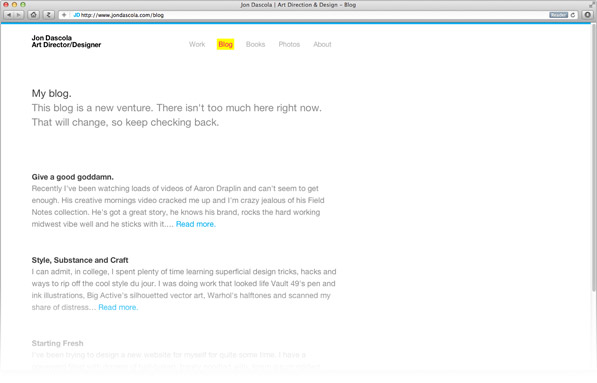 Jon Dascola | Art Direction & Design – Blog
JD http://www.jondascola.com/blog
Reader
Jon Dascola
Art Director/Designer
Work Blog Books Photos About
My blog.
This blog is a new venture. There isn't too much here right now.
That will change, so keep checking back.
Give a good goddamn.
Recently I've been watching loads of videos of Aaron Draplin and can't seem to get
enough. His creative mornings video cracked me up and I'm crazy jealous of his Field
Notes collection. He's got a great story, he knows his brand, rocks the hard working
midwest vibe well and he sticks with it.... Read more.
Style, Substance and Craft
I can admit, in college, I spent plenty of time learning superficial design tricks, hacks and
ways to rip off the cool style du jour. I was doing work that looked life Vault 49's pen and
ink illustrations, Big Active's silhouetted vector art, Warhol's halftones and scanned my
share of distress... Read more.
Starting Fresh
I've been trying to design a new website for myself for quite some time. I have a